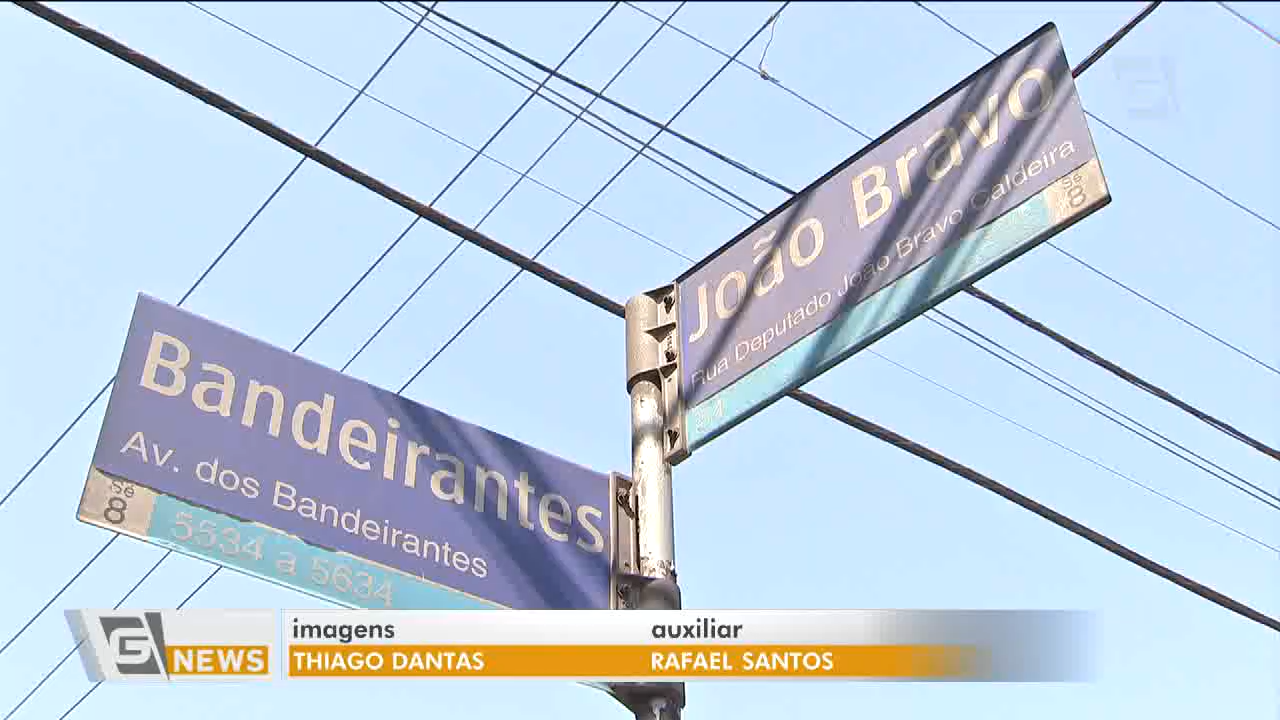 João Bravo
Rua Deputado João Bravo Caldeira
Sé
8
54
Bandeirantes
Av. dos Bandeirantes
Sé
8
5534 a 5634
G
NEWS
imagens
THIAGO DANTAS
auxiliar
RAFAEL SANTOS